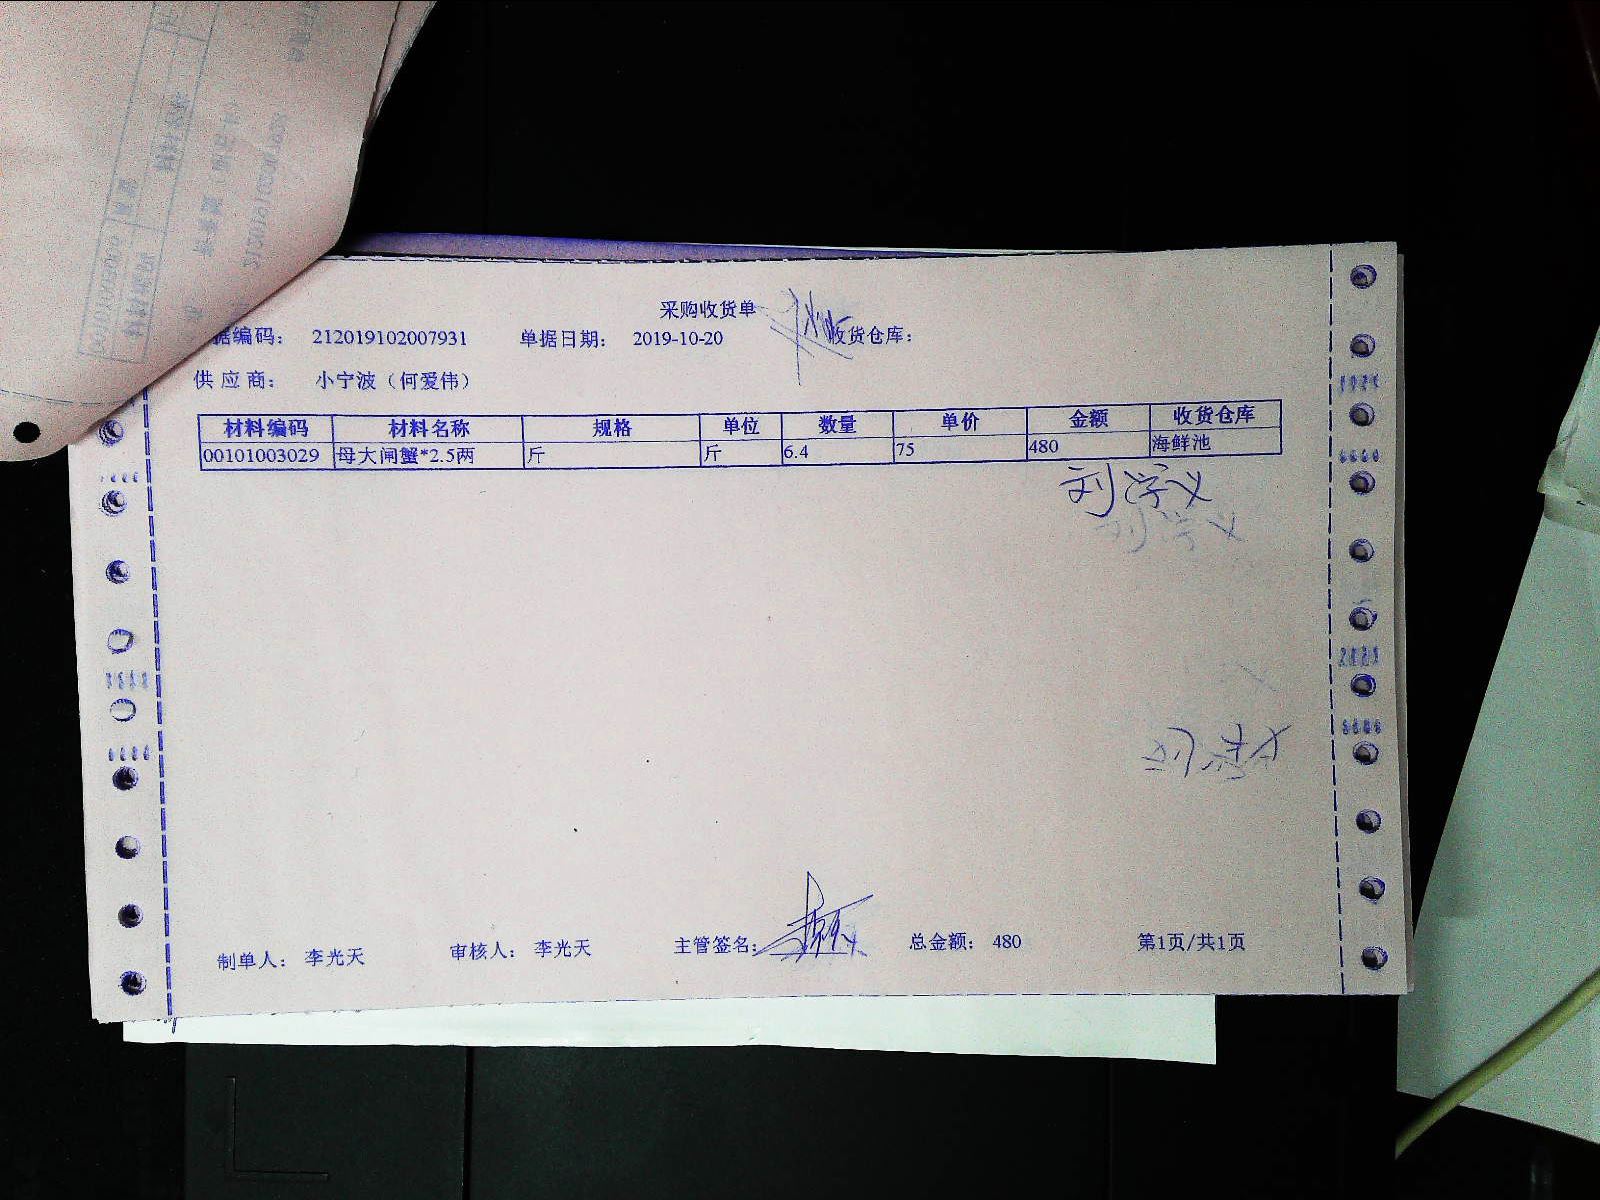 采购收货单
据编码： 212019102007931 单据日期： 2019-10-20 收货仓库：
供应商： 小宁波（何爱伟）
材料编码 材料名称 规格 单位 数量 单价 金额 收货仓库
00101003029 母大闸蟹*2.5两 斤 斤 6.4 75 480 海鲜池
刘学义
制单人： 李光天 审核人： 李光天 主管签名： 总金额： 480 第1页/共1页